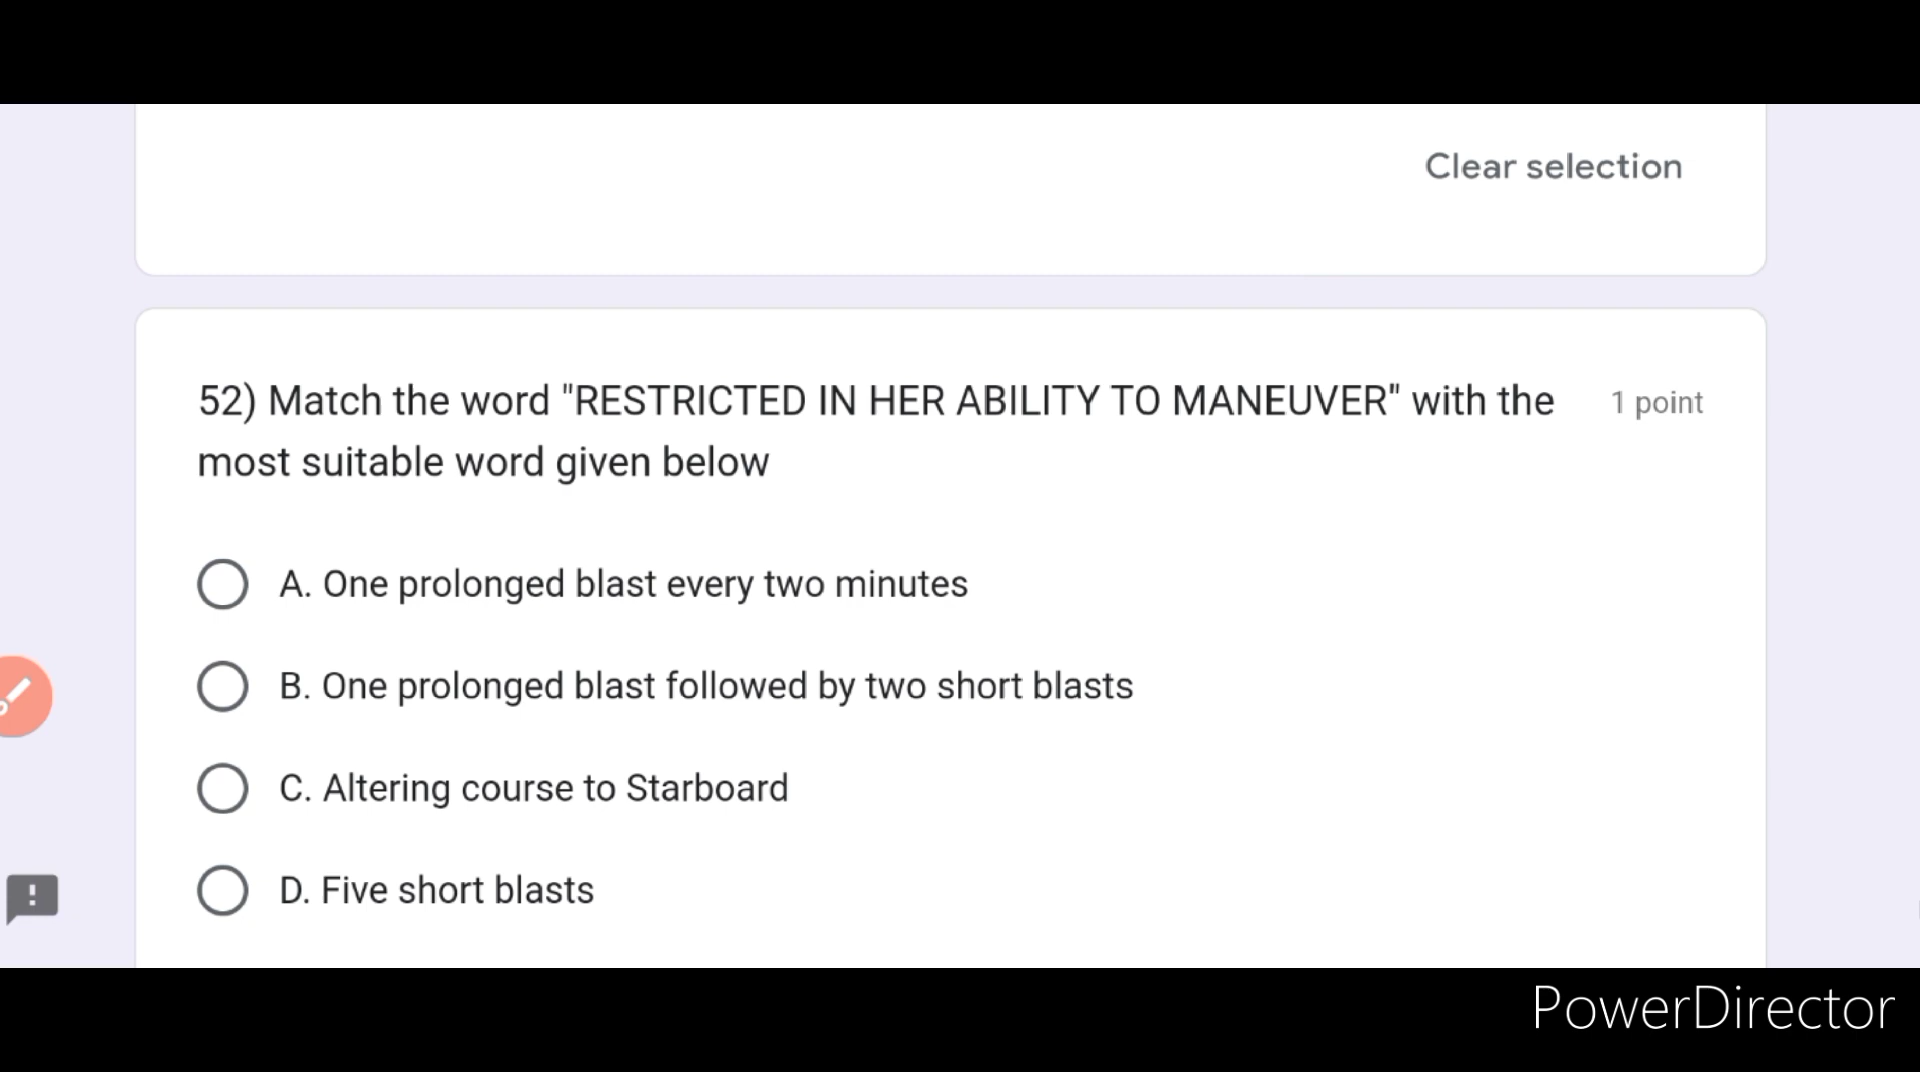 Clear selection
52) Match the word "RESTRICTED IN HER ABILITY TO MANEUVER" with the 1 point
most suitable word given below
A. One prolonged blast every two minutes
B. One prolonged blast followed by two short blasts
C. Altering course to Starboard
D. Five short blasts
PowerDirector